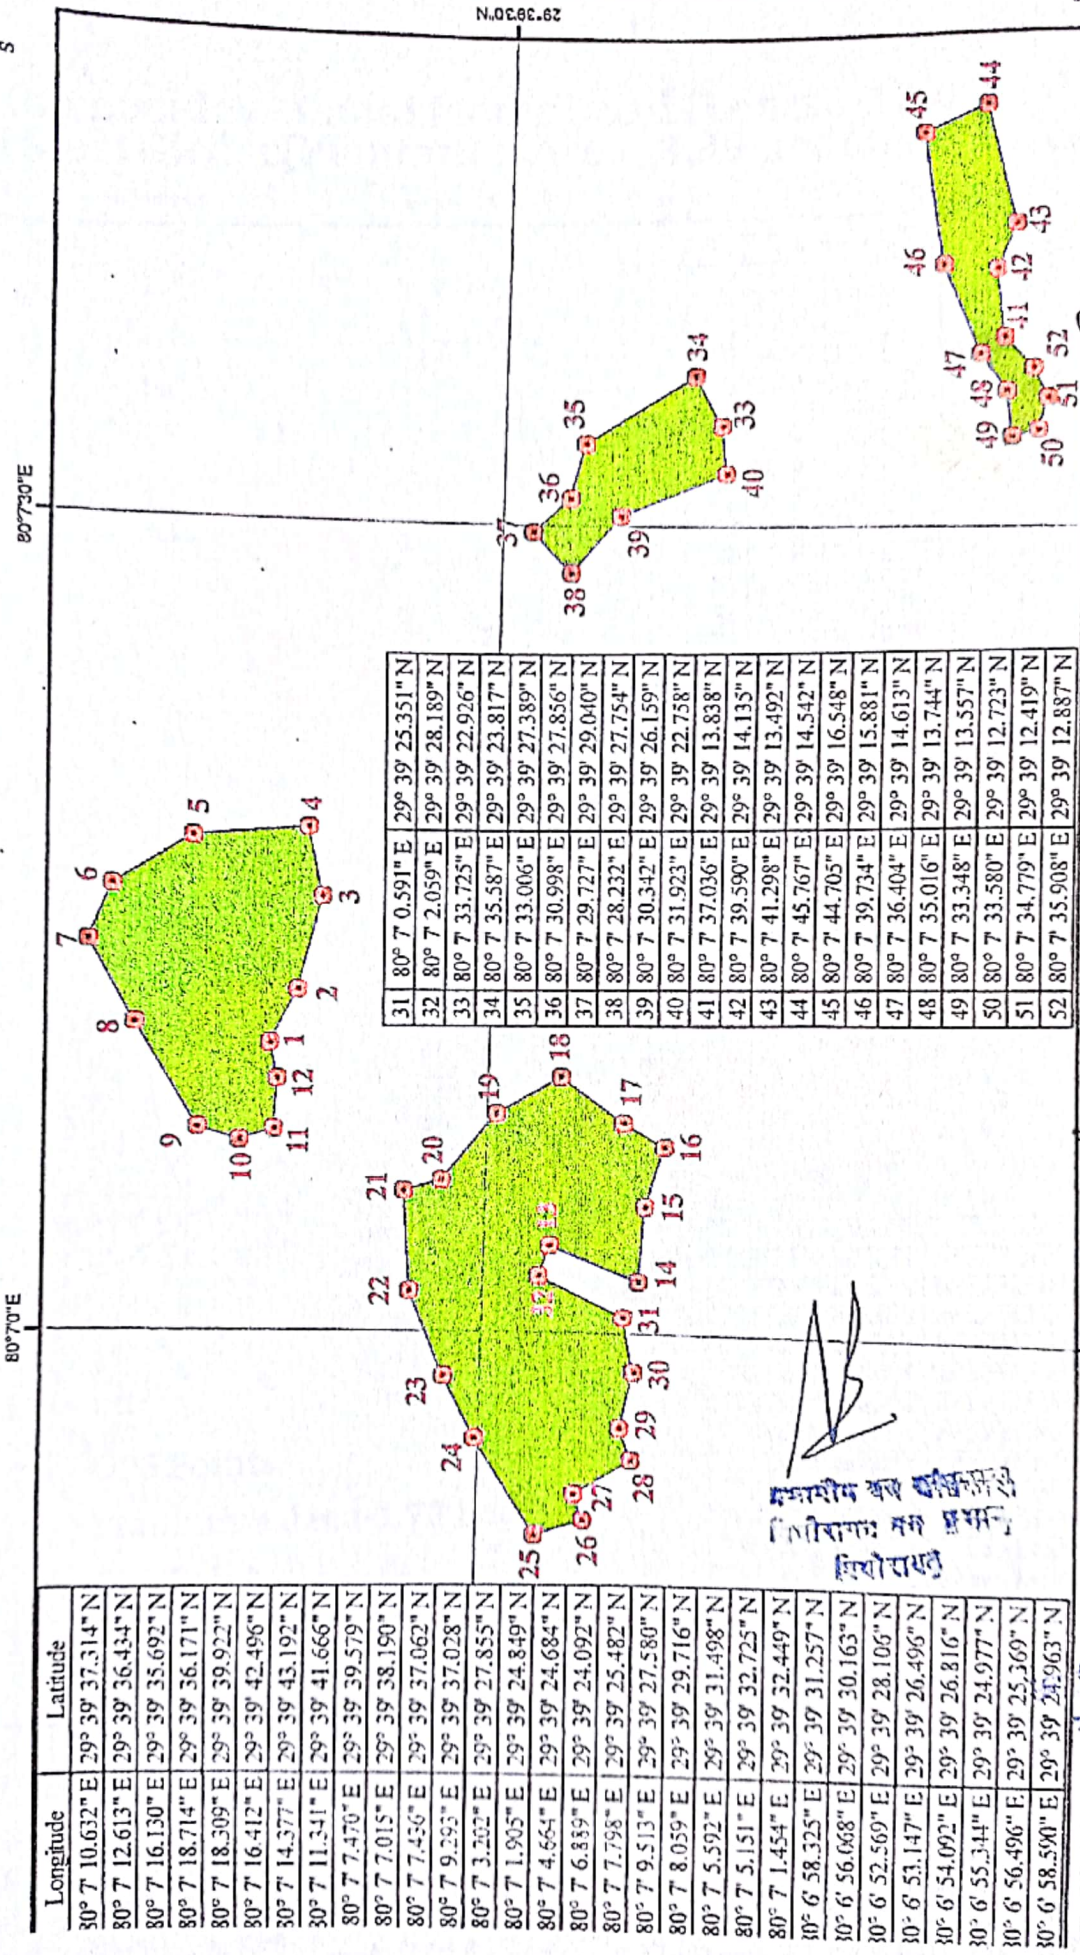 S
80°7'0"E
80°7'30"E
29°39'30"N
Longitude Latitude
80° 7' 10.632" E 29° 39' 37.314" N
80° 7' 12.613" E 29° 39' 36.434" N
80° 7' 16.130" E 29° 39' 35.692" N
80° 7' 18.714" E 29° 39' 36.171" N
80° 7' 18.309" E 29° 39' 39.922" N
80° 7' 16.412" E 29° 39' 42.496" N
80° 7' 14.377" E 29° 39' 43.192" N
80° 7' 11.341" E 29° 39' 41.666" N
80° 7' 7.470" E 29° 39' 39.579" N
80° 7' 7.015" E 29° 39' 38.190" N
80° 7' 7.436" E 29° 39' 37.062" N
80° 7' 9.293" E 29° 39' 37.028" N
80° 7' 3.262" E 29° 39' 27.855" N
80° 7' 1.905" E 29° 39' 24.849" N
80° 7' 4.664" E 29° 39' 24.684" N
80° 7' 6.889" E 29° 39' 24.092" N
80° 7' 7.798" E 29° 39' 25.482" N
80° 7' 9.513" E 29° 39' 27.580" N
80° 7' 8.059" E 29° 39' 29.716" N
80° 7' 5.592" E 29° 39' 31.498" N
80° 7' 5.151" E 29° 39' 32.725" N
80° 7' 1.454" E 29° 39' 32.449" N
80° 6' 58.325" E 29° 39' 31.257" N
80° 6' 56.068" E 29° 39' 30.163" N
80° 6' 52.569" E 29° 39' 28.106" N
80° 6' 53.147" E 29° 39' 26.496" N
80° 6' 54.092" E 29° 39' 26.816" N
80° 6' 55.344" E 29° 39' 24.977" N
80° 6' 56.496" E 29° 39' 25.369" N
80° 6' 58.590" E 29° 39' 24.963" N
31 80° 7' 0.591" E 29° 39' 25.351" N
32 80° 7' 2.059" E 29° 39' 28.189" N
33 80° 7' 33.725" E 29° 39' 22.926" N
34 80° 7' 35.587" E 29° 39' 23.817" N
35 80° 7' 33.006" E 29° 39' 27.389" N
36 80° 7' 30.998" E 29° 39' 27.856" N
37 80° 7' 29.727" E 29° 39' 29.040" N
38 80° 7' 28.232" E 29° 39' 27.754" N
39 80° 7' 30.342" E 29° 39' 26.159" N
40 80° 7' 31.923" E 29° 39' 22.758" N
41 80° 7' 37.036" E 29° 39' 13.838" N
42 80° 7' 39.590" E 29° 39' 14.135" N
43 80° 7' 41.298" E 29° 39' 13.492" N
44 80° 7' 45.767" E 29° 39' 14.542" N
45 80° 7' 44.705" E 29° 39' 16.548" N
46 80° 7' 39.734" E 29° 39' 15.881" N
47 80° 7' 36.404" E 29° 39' 14.613" N
48 80° 7' 35.016" E 29° 39' 13.744" N
49 80° 7' 33.348" E 29° 39' 13.557" N
50 80° 7' 33.580" E 29° 39' 12.723" N
51 80° 7' 34.779" E 29° 39' 12.419" N
52 80° 7' 35.908" E 29° 39' 12.887" N
7
6
8
5
9
10
11
12
1
2
3
4
21
20
19
18
22
23
24
25
26
27
28
29
30
31
32
13
14
15
16
17
37
36
35
34
38
39
40
33
45
44
46
47
48
49
41
42
43
50
51
52
प्रभागीय वन
पिथौरागढ़ वन
पिथौरागढ़